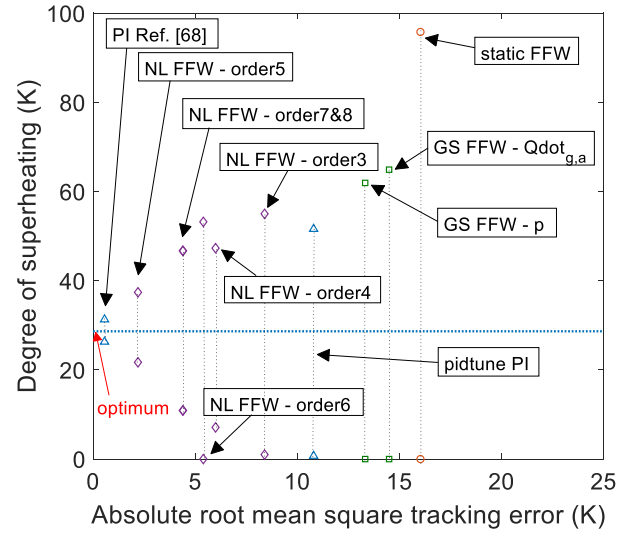 PI Ref. [68]
NL FFW - order5
NL FFW - order7&8
NL FFW - order3
static FFW
GS FFW - Qdot_{g,a}
GS FFW - p
NL FFW - order4
pidtune PI
optimum
NL FFW - order6
100
80
60
40
20
0
Degree of superheating (K)
0 5 10 15 20 25
Absolute root mean square tracking error (K)